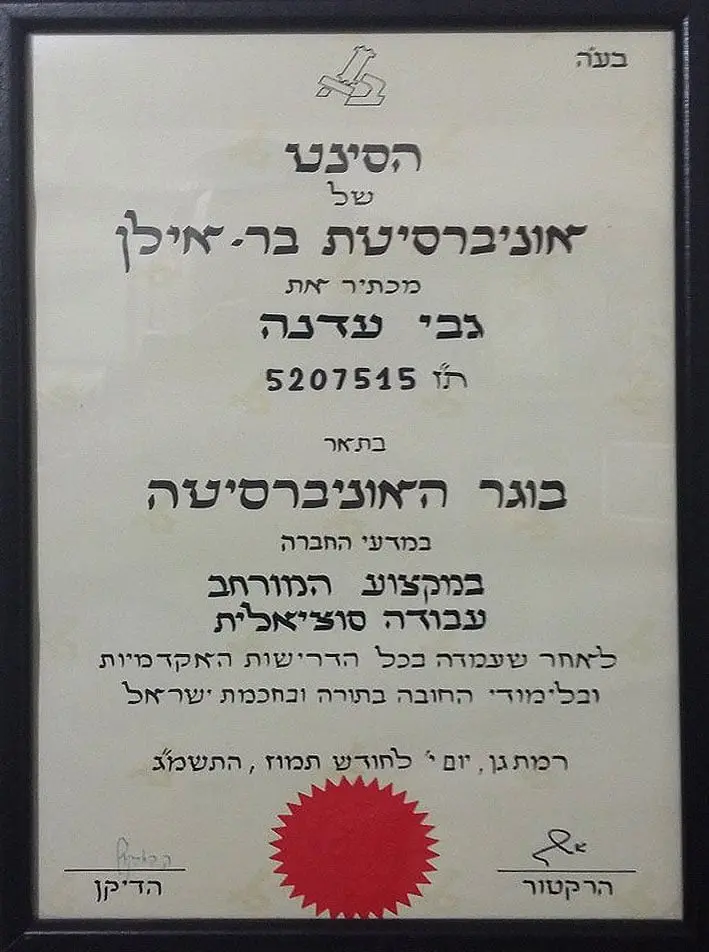 בע"ה
הסינט
של
אוניברסיטת בר-אילן
מכתיר את
גבי עדנה
ת"ז 5207515
בתאר
בוגר האוניברסיטה
במדעי החברה
במקצוע המורחב
עבודה סוציאלית
לאחר שעמדה בכל הדרישות האקדמיות
ובלימודי החובה בתורה ובחכמת ישראל
רמת גן, יום י' לחודש תמוז, התשמ"ג
הרקטור
הדיקן